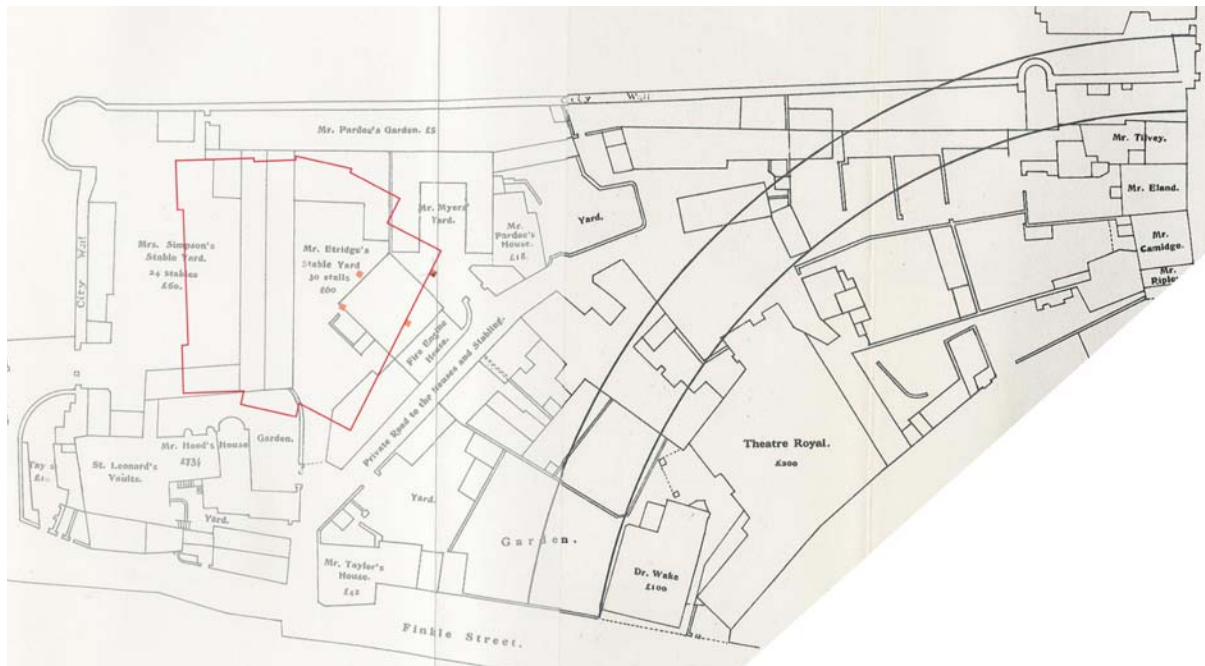 City Wall
Mr. Pardoe's Garden. £5
Mr. Tilvey.
Mr. Eland.
Mr. Camidge.
City Wal
Mrs. Simpson's
Stable Yard.
24 stables
£60.
Mr. Etridge's
Stable Yard
30 stalls
£60
Mr. Myers'
Yard.
Mr.
Pardoe's
House.
£18.
Yard.
Fire Engine
House.
Private Road to the Houses and Stabling.
Mr. Hood's House
Garden.
St. Leonard's
Vaults.
Yard.
Yard.
Mr. Taylor's
House.
£42
Garden.
Theatre Royal.
£200
Dr. Wake
£100
Finkle Street.